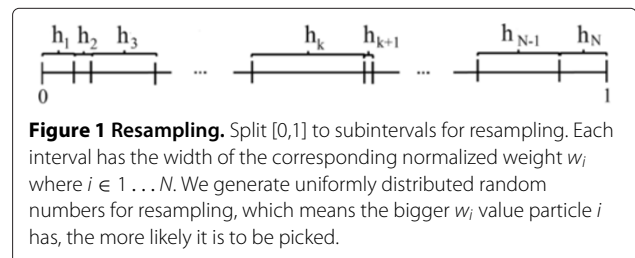 h₁ h₂ h₃ ... hₖ hₖ₊₁ ... h_N-1 h_N
0 1
Figure 1 Resampling. Split [0,1] to subintervals for resampling. Each
interval has the width of the corresponding normalized weight wᵢ
where i ∈ 1 … N. We generate uniformly distributed random
numbers for resampling, which means the bigger wᵢ value particle i
has, the more likely it is to be picked.